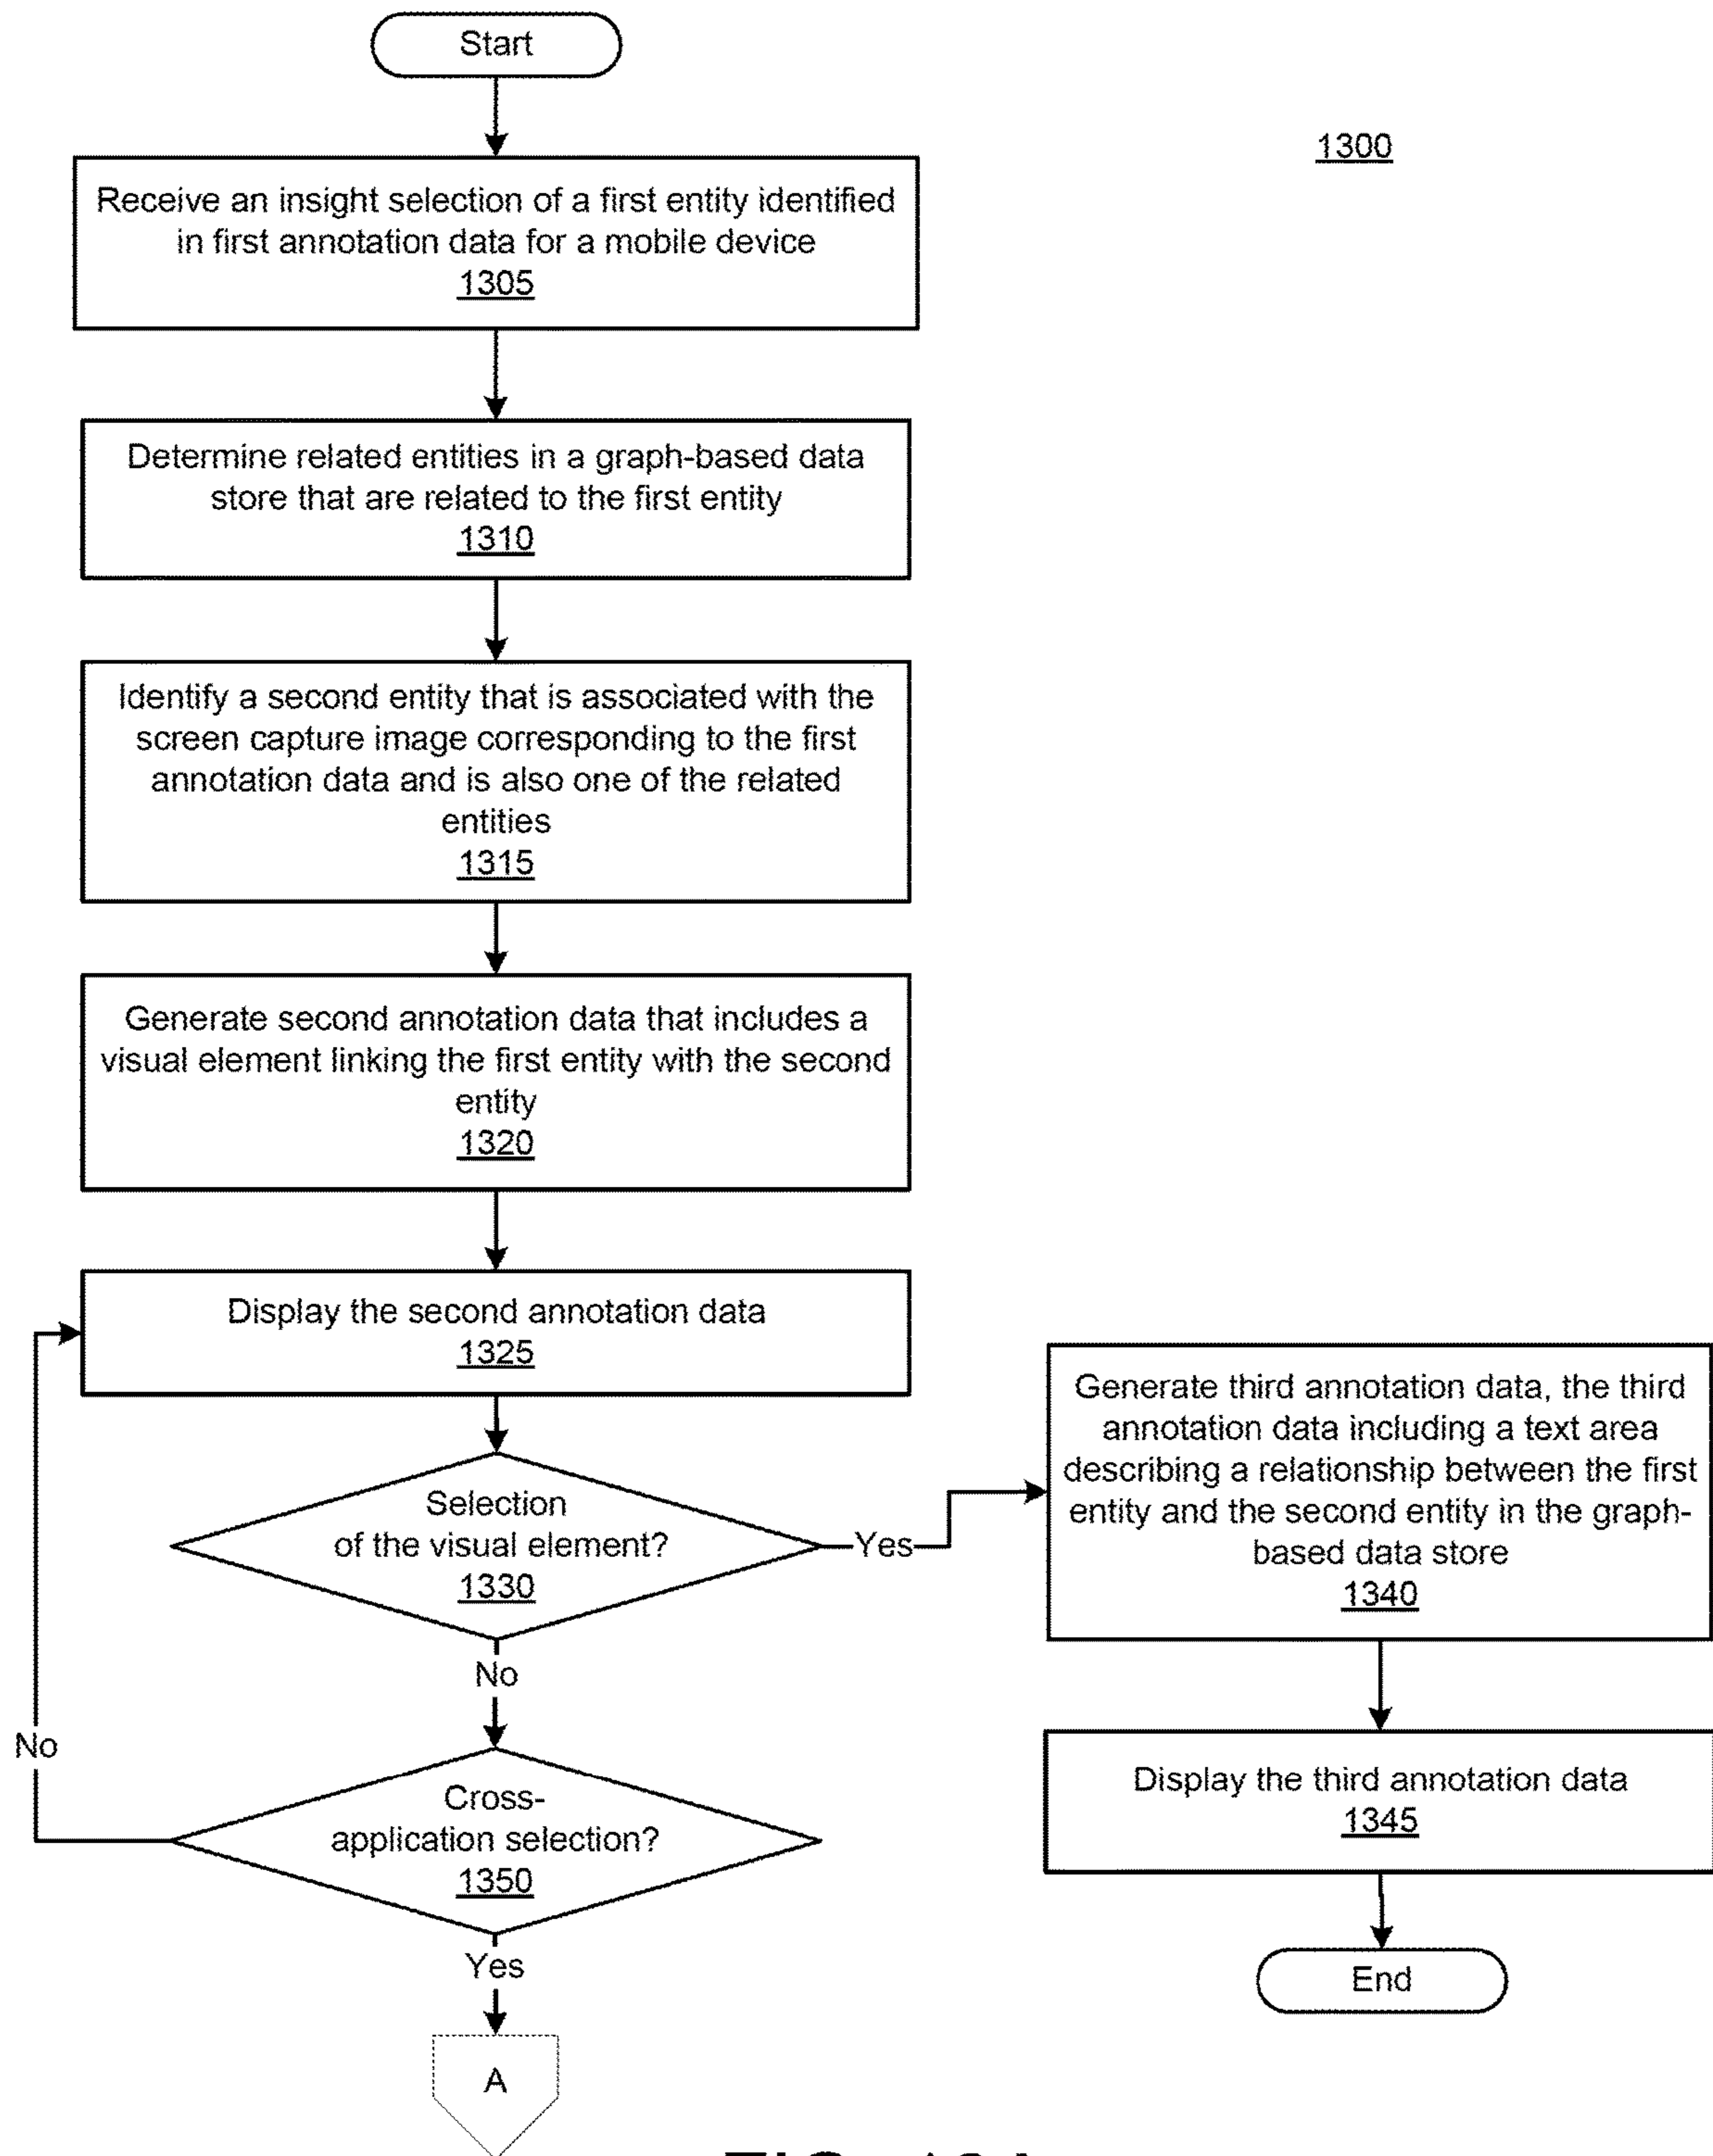 Start
1300
Receive an insight selection of a first entity identified
in first annotation data for a mobile device
1305
Determine related entities in a graph-based data
store that are related to the first entity
1310
Identify a second entity that is associated with the
screen capture image corresponding to the first
annotation data and is also one of the related
entities
1315
Generate second annotation data that includes a
visual element linking the first entity with the second
entity
1320
Display the second annotation data
1325
Selection
of the visual element?
1330
Yes
Generate third annotation data, the third
annotation data including a text area
describing a relationship between the first
entity and the second entity in the graph-
based data store
1340
No
Display the third annotation data
1345
No
Cross-
application selection?
1350
Yes
End
A